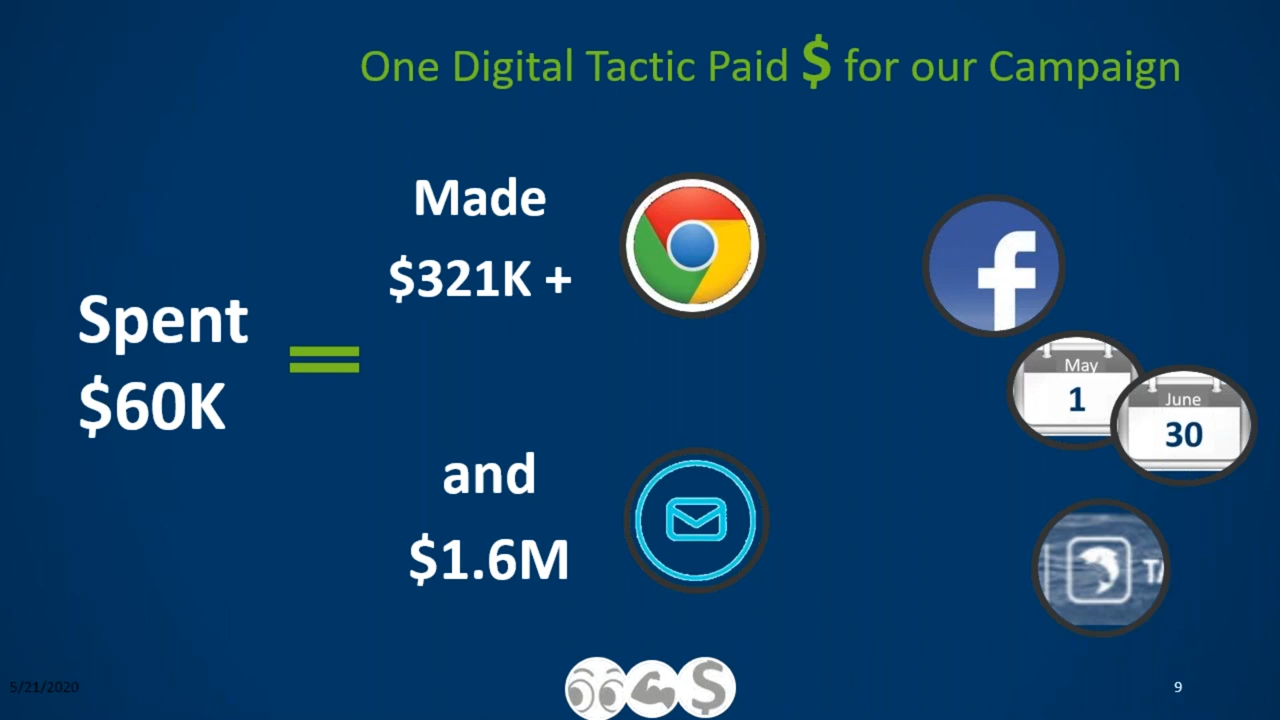 One Digital Tactic Paid $ for our Campaign
Made
$321K +
Spent
$60K
=
and
$1.6M
f
May
1
June
30
5/21/2020
$
9